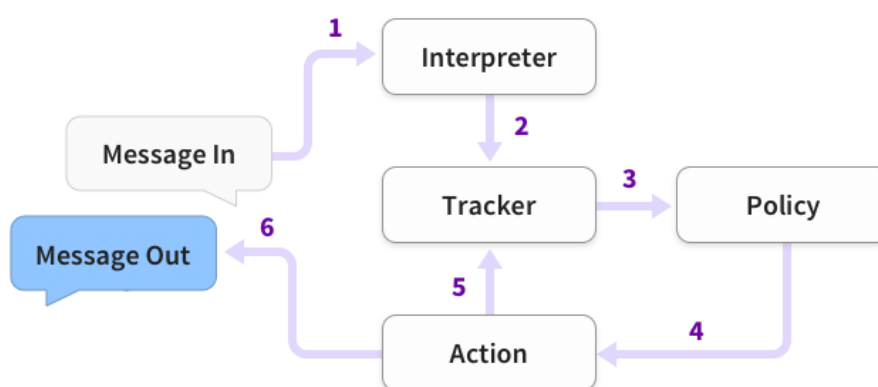 1
Interpreter
2
Message In
3
Tracker
Policy
6
Message Out
5
4
Action